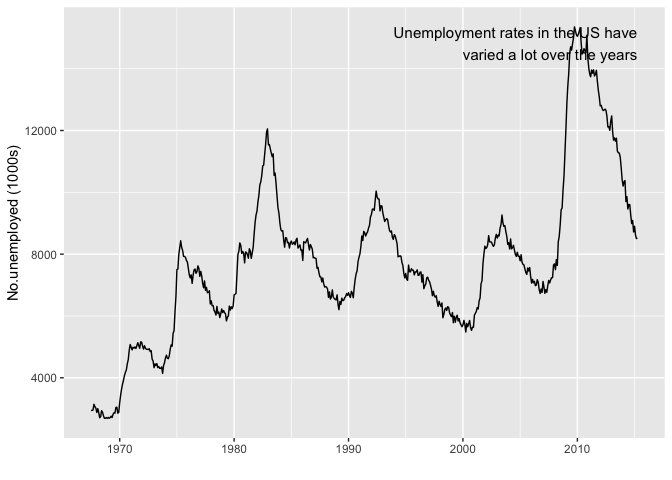 Unemployment rates in the US have
varied a lot over the years
12000
8000
4000
No.unemployed (1000s)
1970 1980 1990 2000 2010